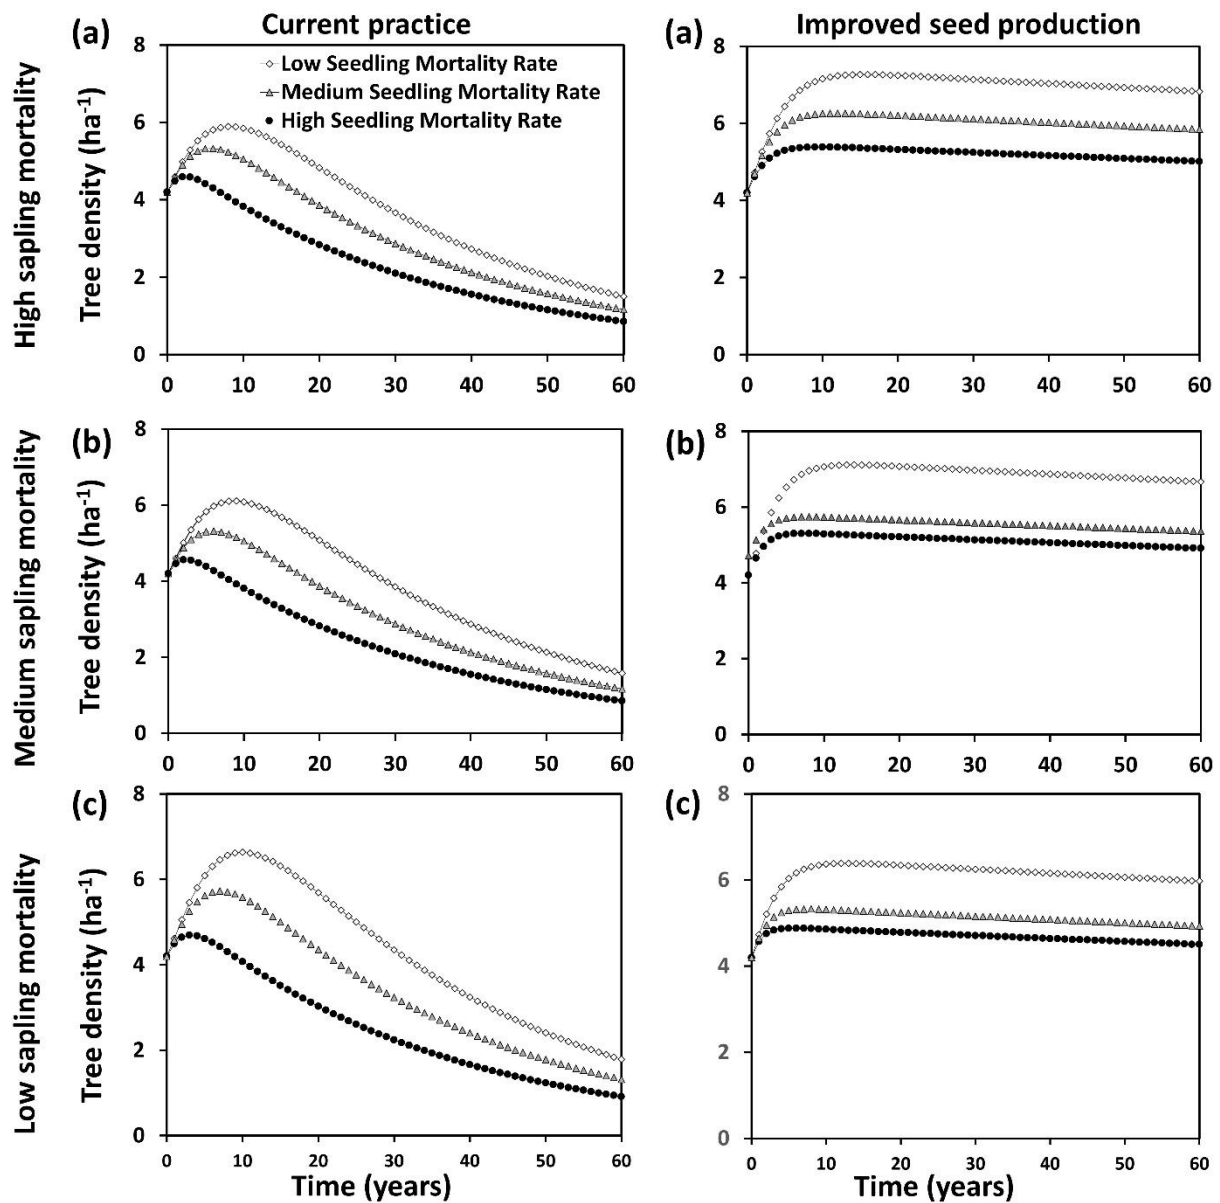 Current practice
Improved seed production
High sapling mortality
(a)
Tree density (ha⁻¹)
8
6
4
2
0
Low Seedling Mortality Rate
Medium Seedling Mortality Rate
High Seedling Mortality Rate
0 10 20 30 40 50 60
(a)
8
6
4
2
0
0 10 20 30 40 50 60
Medium sapling mortality
(b)
Tree density (ha⁻¹)
8
6
4
2
0
0 10 20 30 40 50 60
(b)
8
6
4
2
0
0 10 20 30 40 50 60
Low sapling mortality
(c)
Tree density (ha⁻¹)
8
6
4
2
0
0 10 20 30 40 50 60
Time (years)
(c)
8
6
4
2
0
0 10 20 30 40 50 60
Time (years)